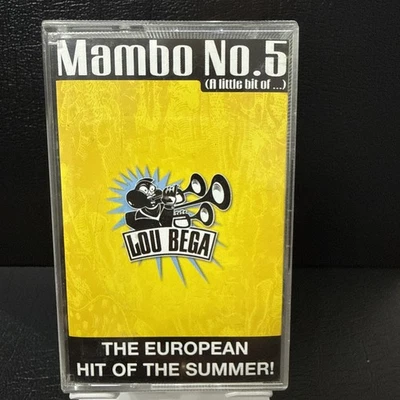 Mambo No.5
(A little bit of ...)
LOU BEGA
THE EUROPEAN
HIT OF THE SUMMER!